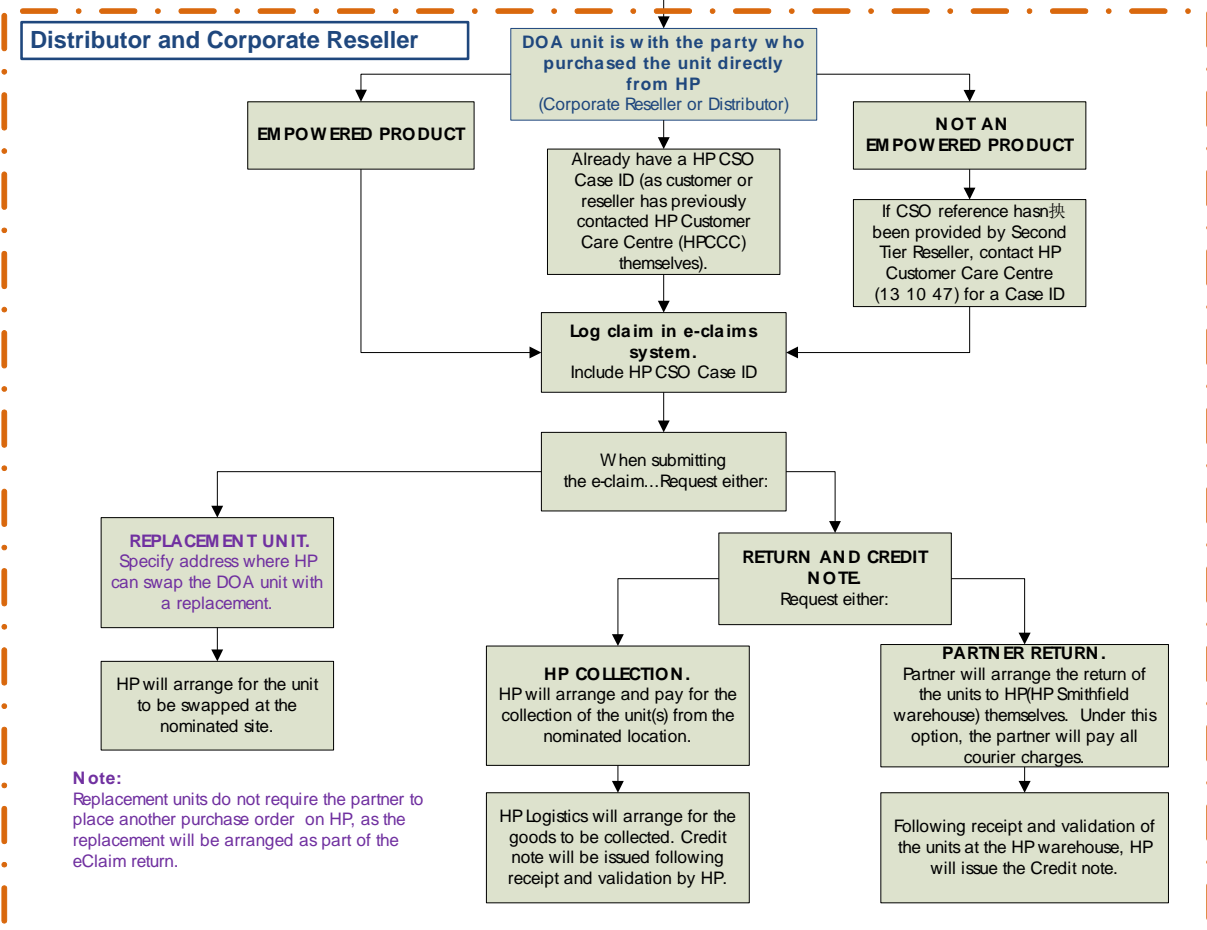 Distributor and Corporate Reseller
DOA unit is with the party who
purchased the unit directly
from HP
(Corporate Reseller or Distributor)
EMPOWERED PRODUCT
NOT AN
EMPOWERED PRODUCT
Already have a HP CSO
Case ID (as customer or
reseller has previously
contacted HP Customer
Care Centre (HPCCC)
themselves).
If CSO reference hasn抰
been provided by Second
Tier Reseller, contact HP
Customer Care Centre
(13 10 47) for a Case ID
Log claim in e-claims
system.
Include HP CSO Case ID
When submitting
the e-claim…Request either:
REPLACEMENT UNIT.
Specify address where HP
can swap the DOA unit with
a replacement.
RETURN AND CREDIT
NOTE.
Request either:
HP will arrange for the unit
to be swapped at the
nominated site.
HP COLLECTION.
HP will arrange and pay for the
collection of the unit(s) from the
nominated location.
PARTNER RETURN.
Partner will arrange the return of
the units to HP(HP Smithfield
warehouse) themselves. Under this
option, the partner will pay all
courier charges.
Note:
Replacement units do not require the partner to
place another purchase order on HP, as the
replacement will be arranged as part of the
eClaim return.
HP Logistics will arrange for the
goods to be collected. Credit
note will be issued following
receipt and validation by HP.
Following receipt and validation of
the units at the HP warehouse, HP
will issue the Credit note.